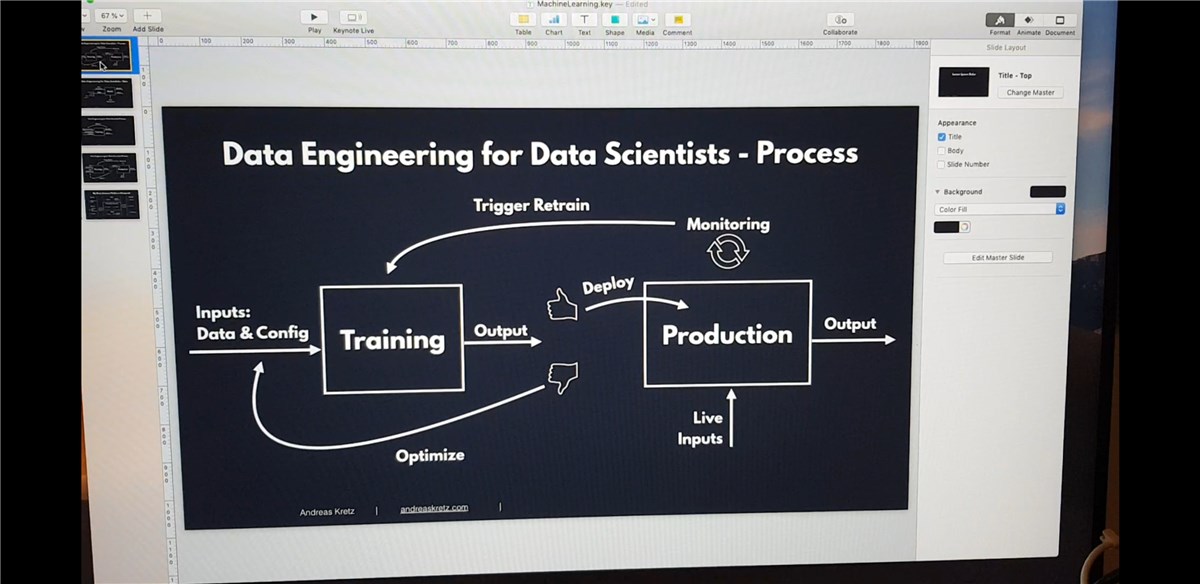 MachineLearning.key — Edited
67 %
Zoom
Add Slide
Play
Keynote Live
Table
Chart
Text
Shape
Media
Comment
Collaborate
Format
Animate
Document
0 100 200 300 400 500 600 700 800 900 1000 1100 1200 1300 1400 1500 1600 1700 1800 1900
Slide Layout
Title - Top
Change Master
Appearance
Title
Body
Slide Number
Background
Color Fill
Edit Master Slide
Data Engineering for Data Scientists - Process
Trigger Retrain
Monitoring
Deploy
Inputs:
Data & Config
Training
Output
Production
Output
Live
Inputs
Optimize
Andreas Kretz | andreaskretz.com |